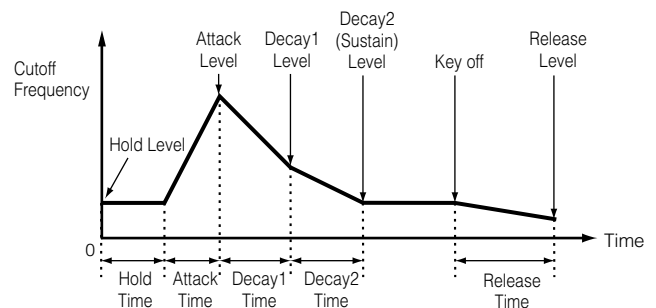 Cutoff
Frequency
Hold Level
Attack
Level
Decay1
Level
Decay2
(Sustain)
Level
Key off
Release
Level
0
Time
Hold
Time
Attack
Time
Decay1
Time
Decay2
Time
Release
Time